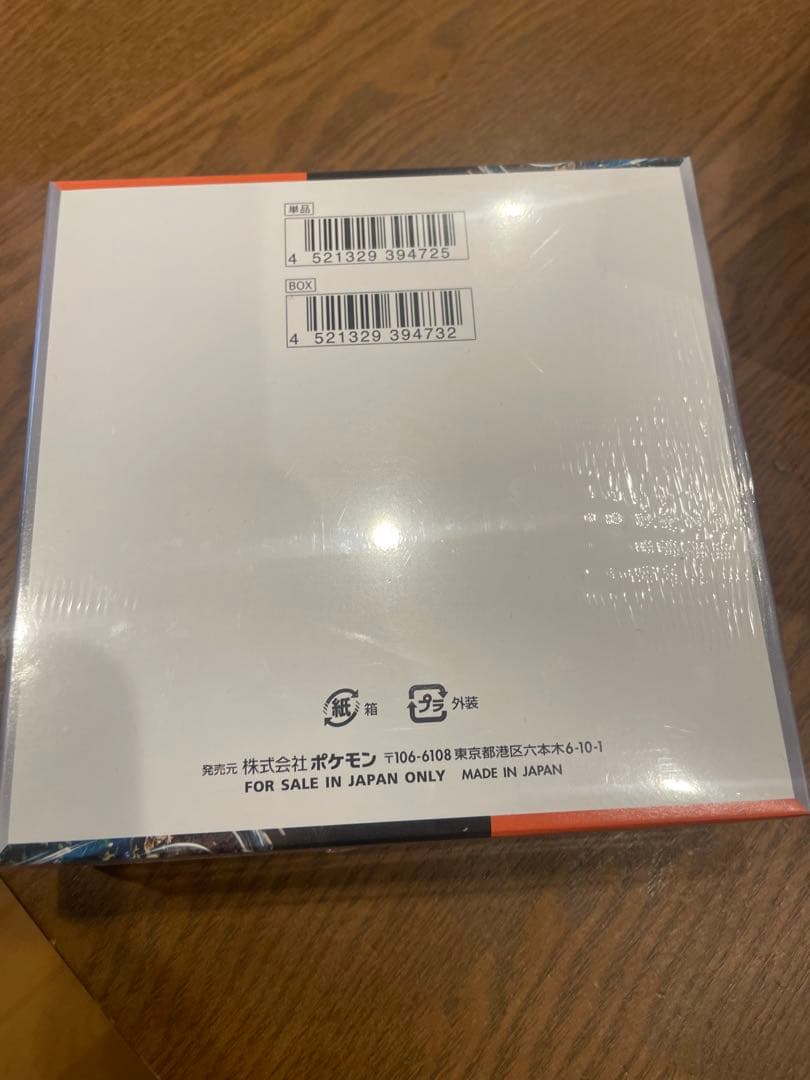 単品
4 521329 394725
BOX
4 521329 394732
紙 箱 プラ 外装
発売元 株式会社 ポケモン 〒106-6108 東京都港区六本木6-10-1
FOR SALE IN JAPAN ONLY MADE IN JAPAN